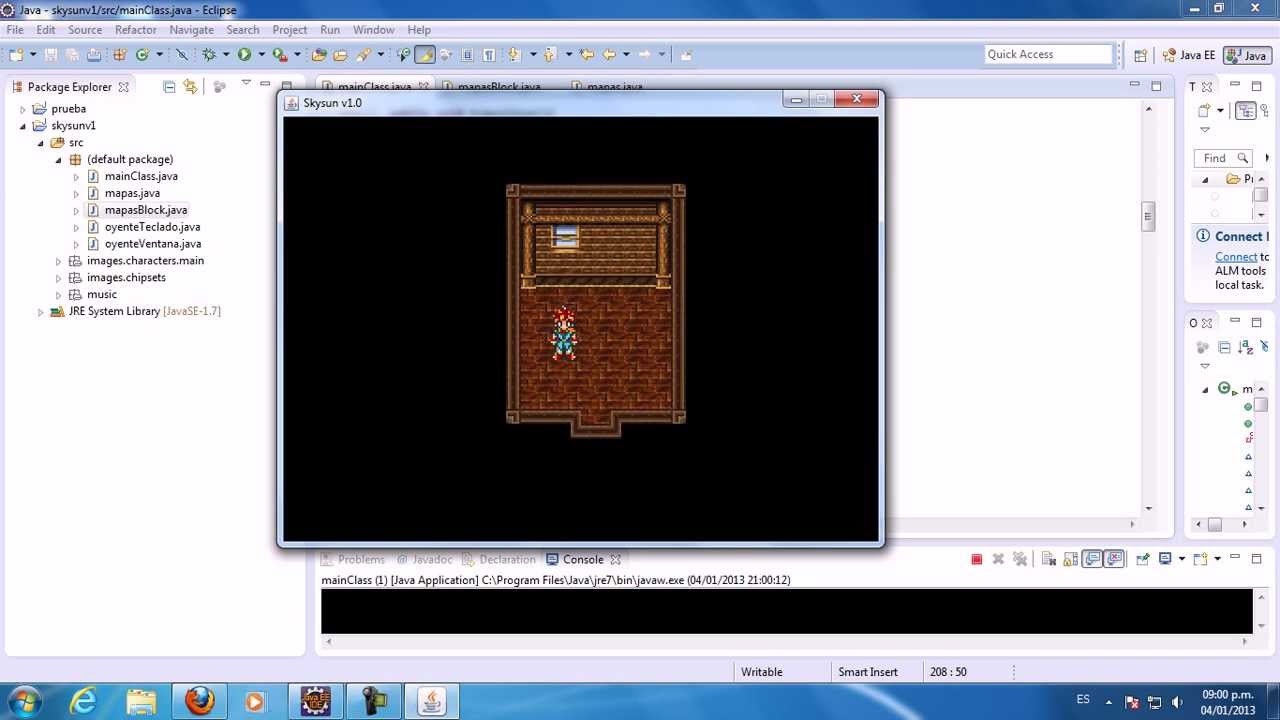 Java - skysunv1/src/mainClass.java - Eclipse
File Edit Source Refactor Navigate Search Project Run Window Help
Quick Access
Java EE
Java
Package Explorer
mainClass.java
mapasBlock.java
mapas.java
T
prueba
skysunv1
src
(default package)
mainClass.java
mapas.java
mapasBlock.java
oyenteTeclado.java
oyenteVentana.java
images.characters.main
images.chipsets
music
JRE System Library [JavaSE-1.7]
Skysun v1.0
Find
Connect
Connect to
ALM tools
local task.
O
m
Problems
@ Javadoc
Declaration
Console
mainClass (1) [Java Application] C:\Program Files\Java\jre7\bin\javaw.exe (04/01/2013 21:00:12)
Writable
Smart Insert
208 : 50
Java EE
IDE
ES
09:00 p.m.
04/01/2013